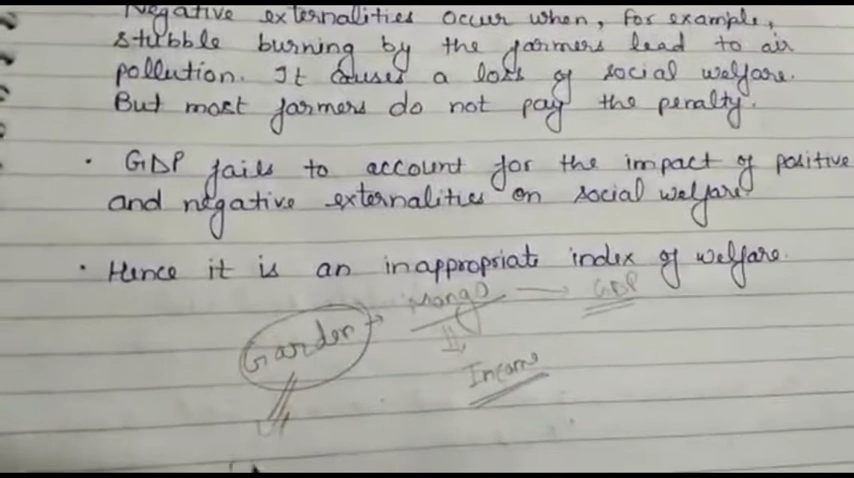 Negative externalities occur when, for example,
stubble burning by the farmers lead to air
pollution. It causes a loss of social welfare.
But most farmers do not pay the penalty.
• GDP fails to account for the impact of positive
and negative externalities on social welfare.
• Hence it is an inappropriate index of welfare.
Mango → GDP
Garden →
Income